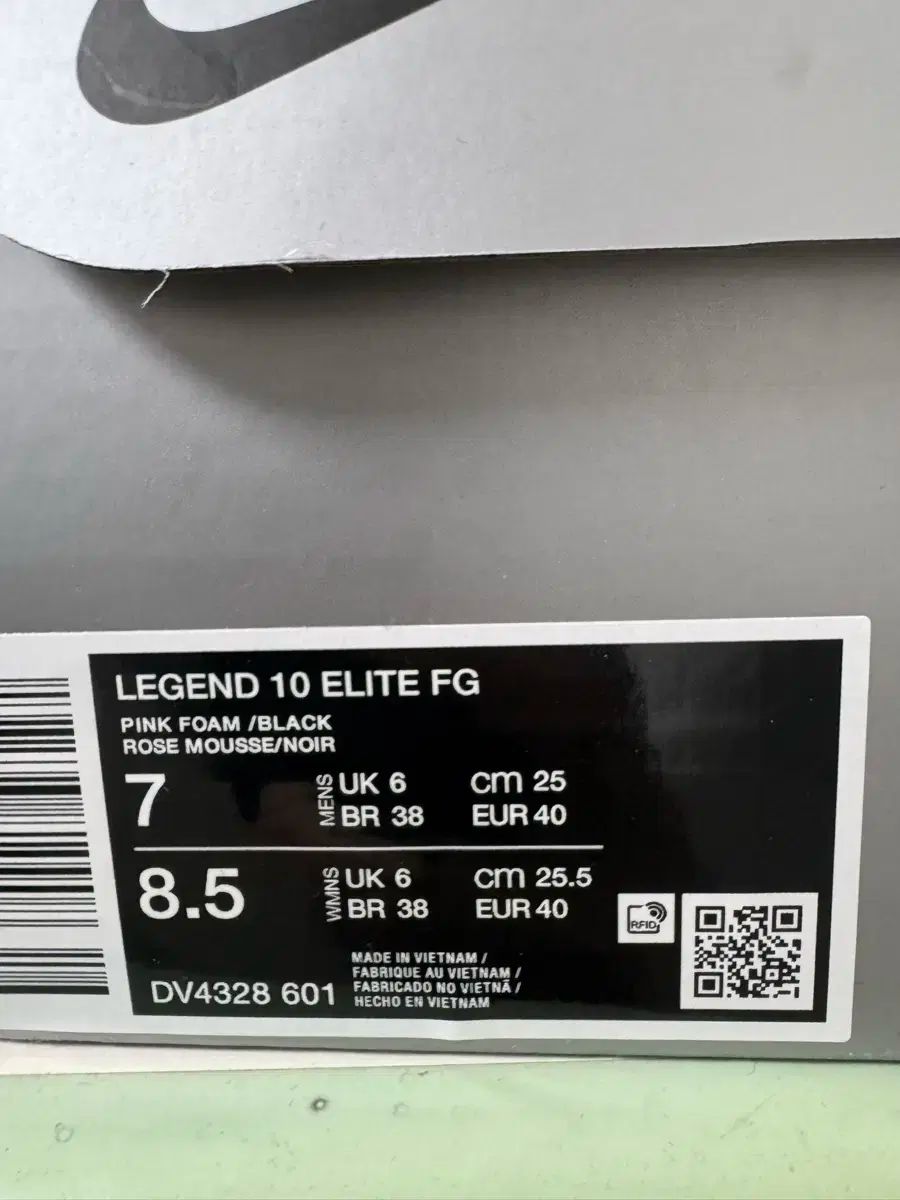 LEGEND 10 ELITE FG
PINK FOAM /BLACK
ROSE MOUSSE/NOIR
7 MENS UK 6 cm 25
BR 38 EUR 40
8.5 WMNS UK 6 cm 25.5
BR 38 EUR 40
RFID
MADE IN VIETNAM /
FABRIQUE AU VIETNAM /
FABRICADO NO VIETNÃ /
HECHO EN VIETNAM
DV4328 601